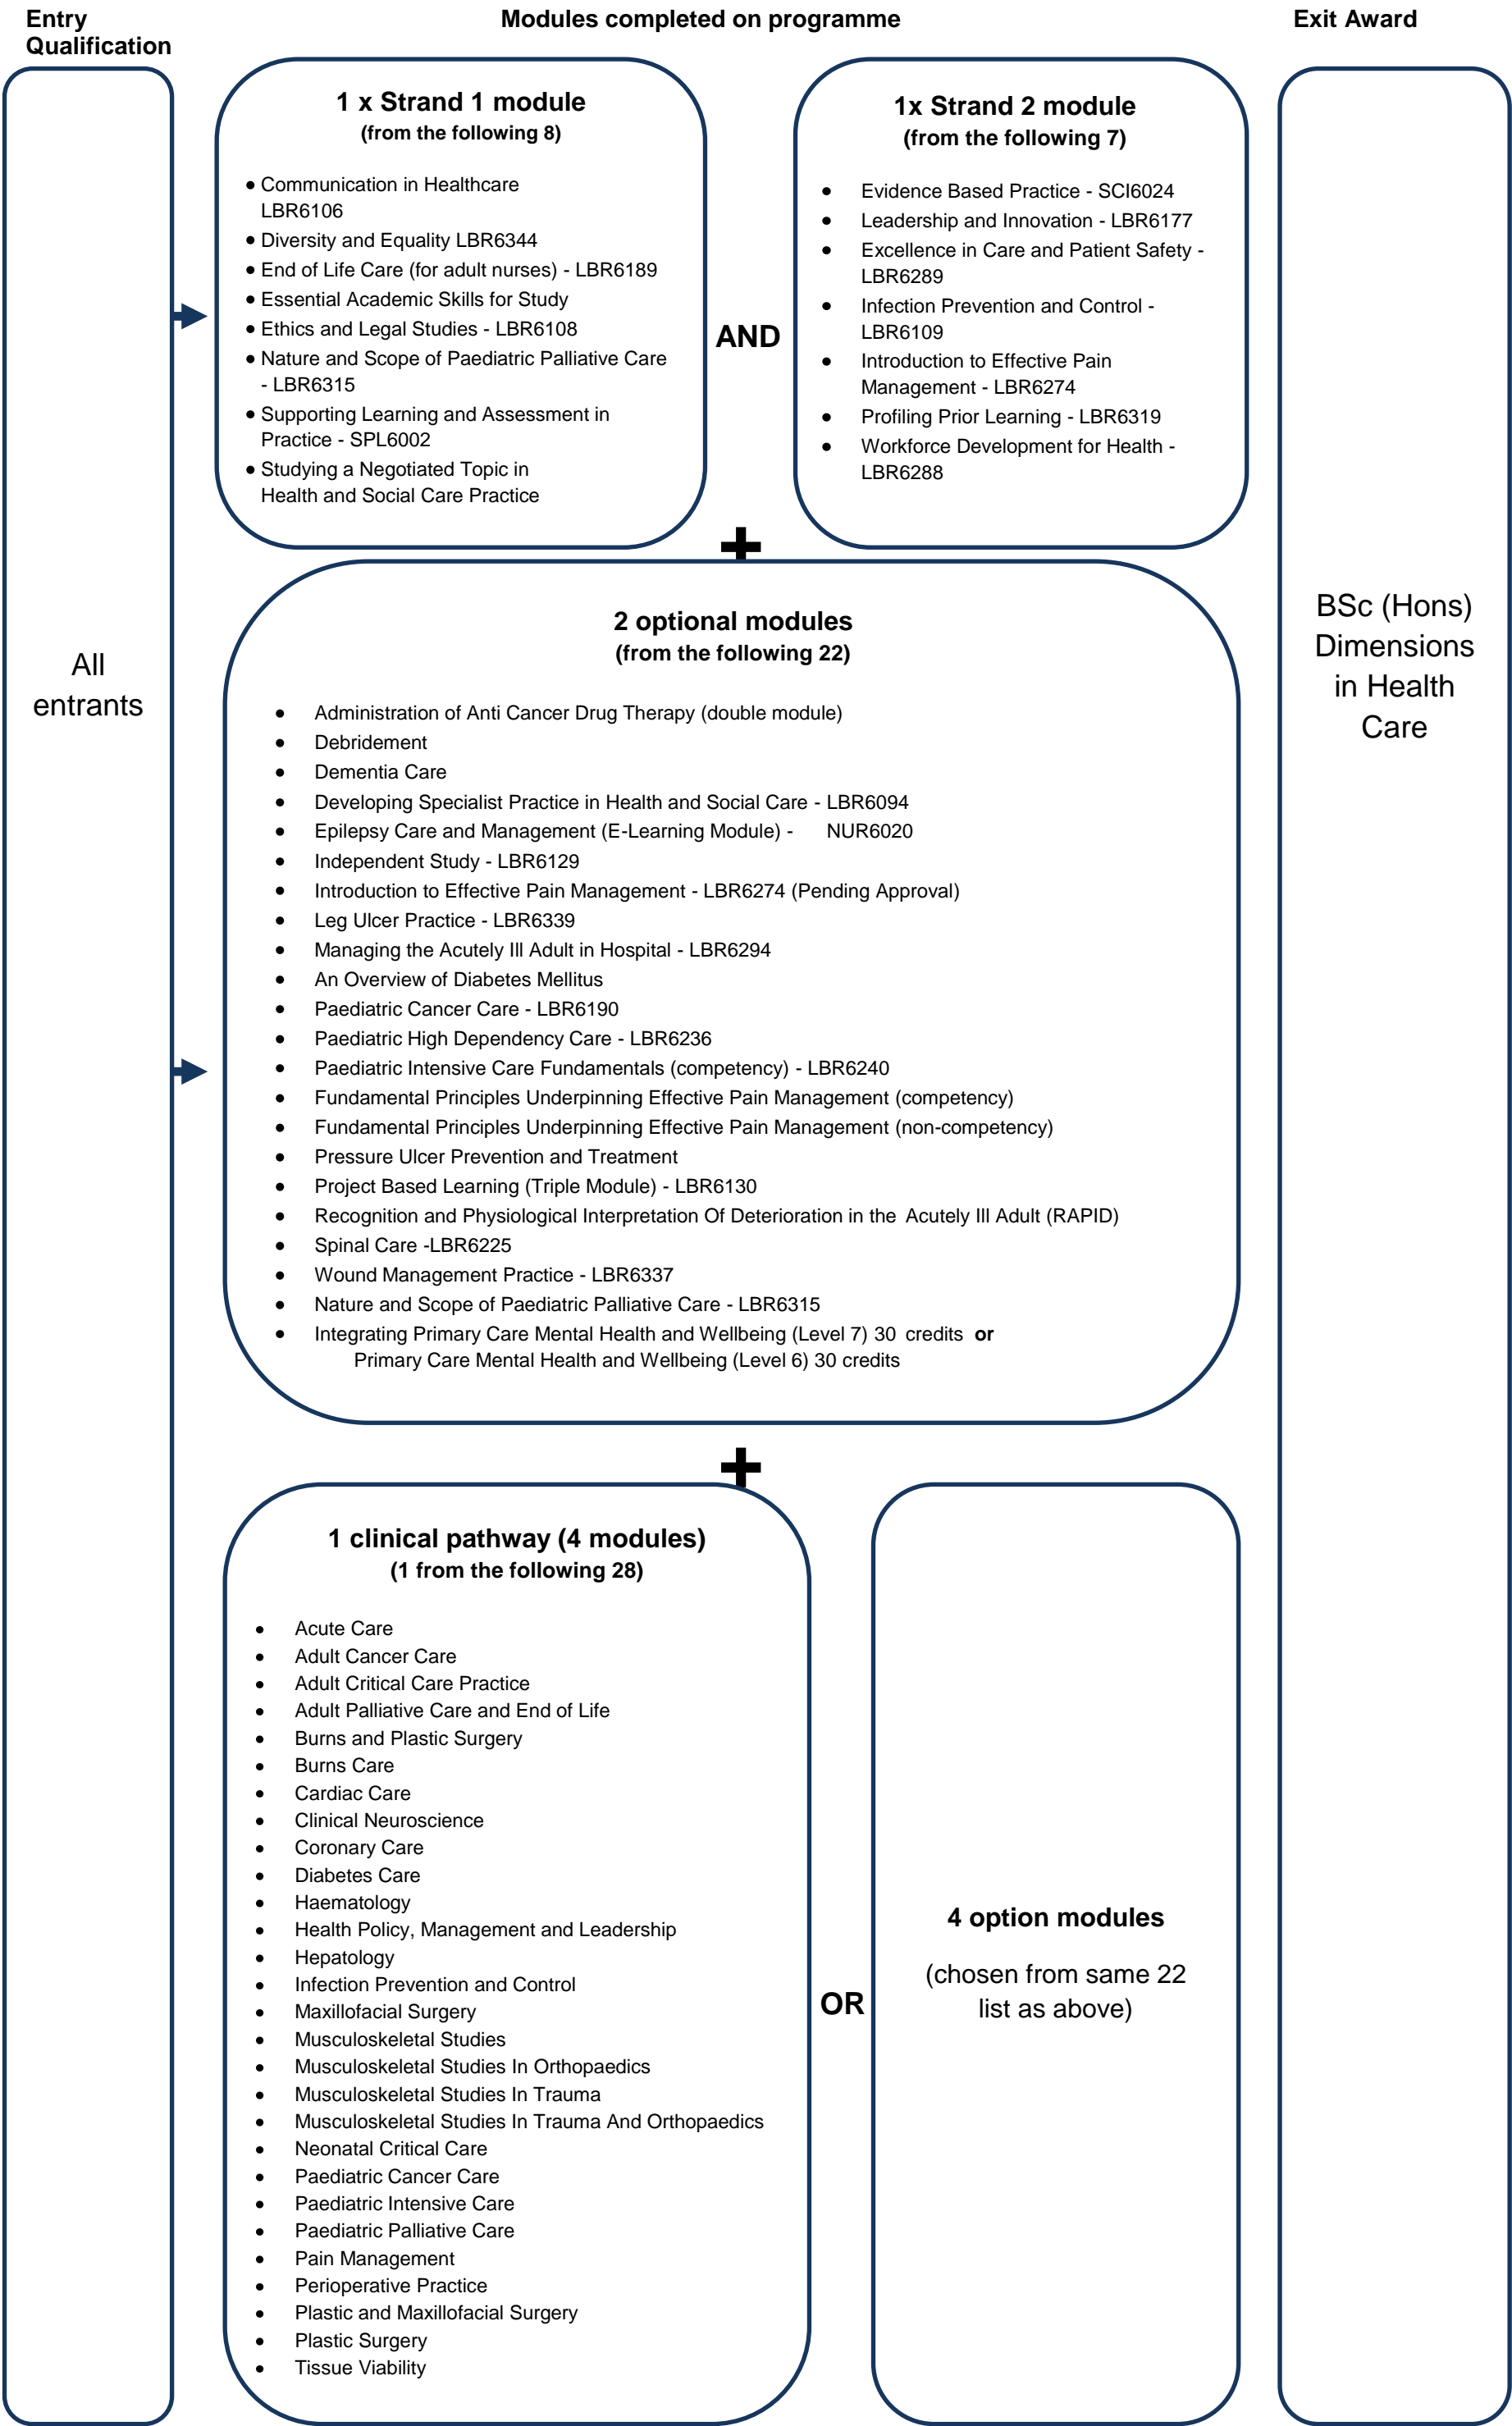 Entry
Qualification
Modules completed on programme
Exit Award
All
entrants
1 x Strand 1 module
(from the following 8)
• Communication in Healthcare
LBR6106
• Diversity and Equality LBR6344
• End of Life Care (for adult nurses) - LBR6189
• Essential Academic Skills for Study
• Ethics and Legal Studies - LBR6108
• Nature and Scope of Paediatric Palliative Care
- LBR6315
• Supporting Learning and Assessment in
Practice - SPL6002
• Studying a Negotiated Topic in
Health and Social Care Practice
AND
1x Strand 2 module
(from the following 7)
• Evidence Based Practice - SCI6024
• Leadership and Innovation - LBR6177
• Excellence in Care and Patient Safety -
LBR6289
• Infection Prevention and Control -
LBR6109
• Introduction to Effective Pain
Management - LBR6274
• Profiling Prior Learning - LBR6319
• Workforce Development for Health -
LBR6288
+
2 optional modules
(from the following 22)
• Administration of Anti Cancer Drug Therapy (double module)
• Debridement
• Dementia Care
• Developing Specialist Practice in Health and Social Care - LBR6094
• Epilepsy Care and Management (E-Learning Module) - NUR6020
• Independent Study - LBR6129
• Introduction to Effective Pain Management - LBR6274 (Pending Approval)
• Leg Ulcer Practice - LBR6339
• Managing the Acutely Ill Adult in Hospital - LBR6294
• An Overview of Diabetes Mellitus
• Paediatric Cancer Care - LBR6190
• Paediatric High Dependency Care - LBR6236
• Paediatric Intensive Care Fundamentals (competency) - LBR6240
• Fundamental Principles Underpinning Effective Pain Management (competency)
• Fundamental Principles Underpinning Effective Pain Management (non-competency)
• Pressure Ulcer Prevention and Treatment
• Project Based Learning (Triple Module) - LBR6130
• Recognition and Physiological Interpretation Of Deterioration in the Acutely Ill Adult (RAPID)
• Spinal Care -LBR6225
• Wound Management Practice - LBR6337
• Nature and Scope of Paediatric Palliative Care - LBR6315
• Integrating Primary Care Mental Health and Wellbeing (Level 7) 30 credits or
Primary Care Mental Health and Wellbeing (Level 6) 30 credits
+
1 clinical pathway (4 modules)
(1 from the following 28)
• Acute Care
• Adult Cancer Care
• Adult Critical Care Practice
• Adult Palliative Care and End of Life
• Burns and Plastic Surgery
• Burns Care
• Cardiac Care
• Clinical Neuroscience
• Coronary Care
• Diabetes Care
• Haematology
• Health Policy, Management and Leadership
• Hepatology
• Infection Prevention and Control
• Maxillofacial Surgery
• Musculoskeletal Studies
• Musculoskeletal Studies In Orthopaedics
• Musculoskeletal Studies In Trauma
• Musculoskeletal Studies In Trauma And Orthopaedics
• Neonatal Critical Care
• Paediatric Cancer Care
• Paediatric Intensive Care
• Paediatric Palliative Care
• Pain Management
• Perioperative Practice
• Plastic and Maxillofacial Surgery
• Plastic Surgery
• Tissue Viability
OR
4 option modules
(chosen from same 22
list as above)
BSc (Hons)
Dimensions
in Health
Care